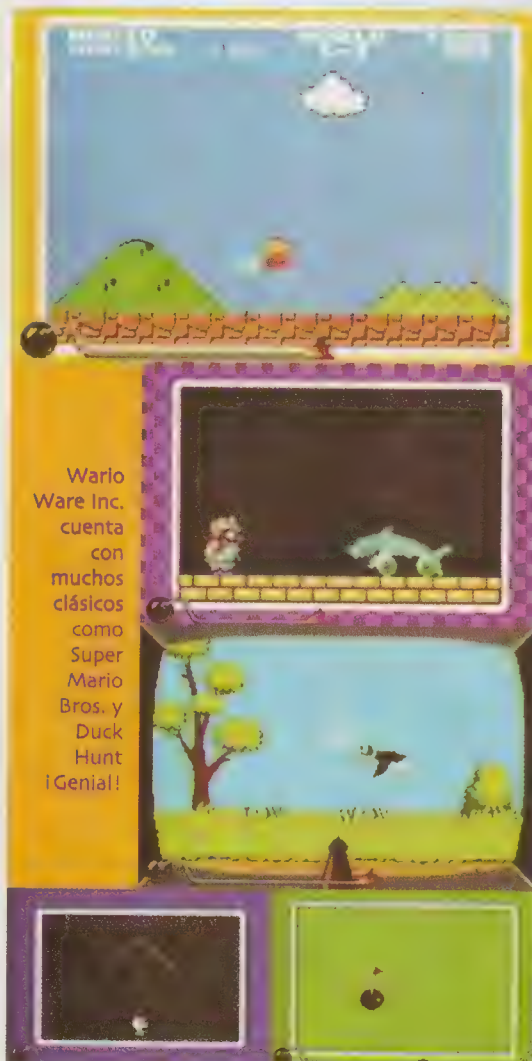 Wario
Ware Inc.
cuenta
con
muchos
clásicos
como
Super
Mario
Bros. y
Duck
Hunt
¡Genial!